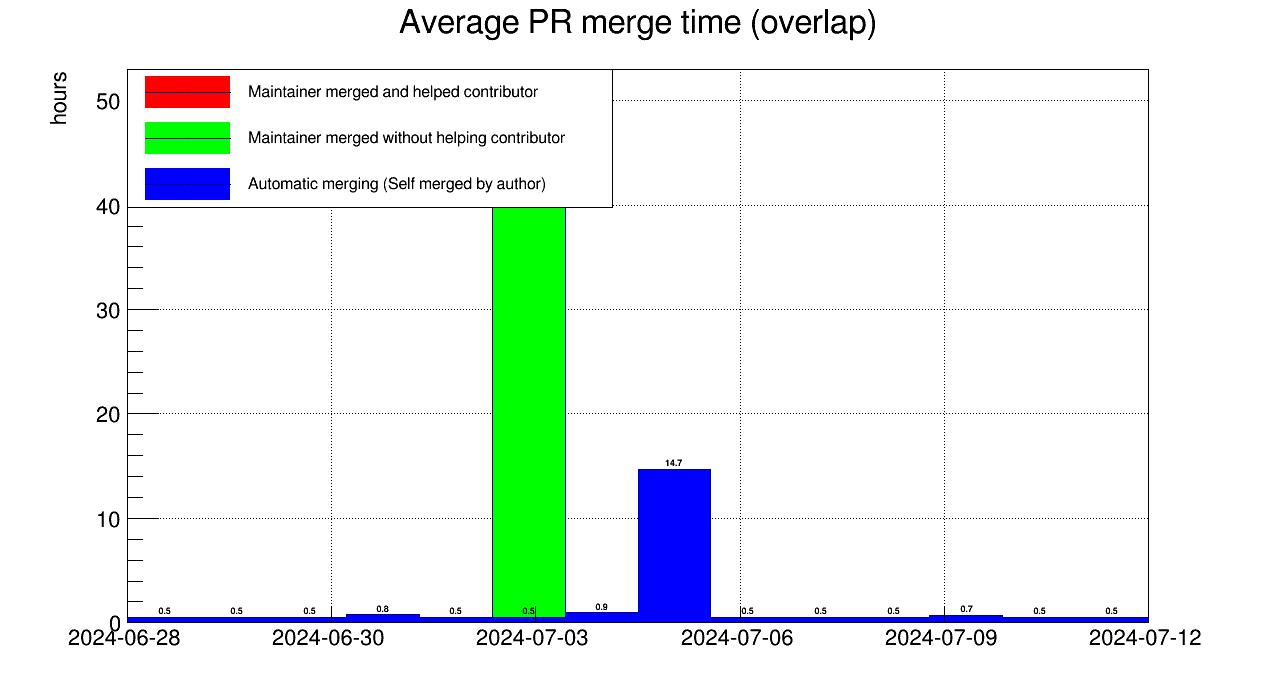 Average PR merge time (overlap)
hours
Maintainer merged and helped contributor
Maintainer merged without helping contributor
Automatic merging (Self merged by author)
50
40
30
20
10
0
14.7
0.5 0.5 0.5 0.8 0.5 0.5 0.9 0.5 0.5 0.5 0.7 0.5 0.5
2024-06-28 2024-06-30 2024-07-03 2024-07-06 2024-07-09 2024-07-12